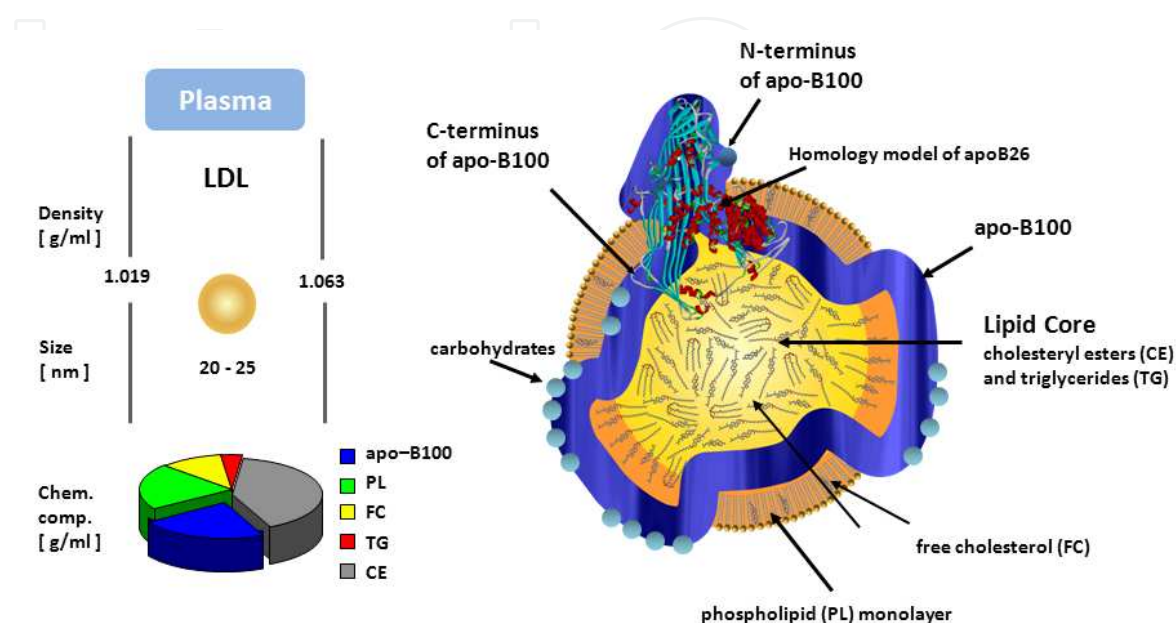 Plasma
LDL
Density
[ g/ml ]
1.019
1.063
Size
[ nm ]
20 - 25
Chem.
comp.
[ g/ml ]
apo–B100
PL
FC
TG
CE
N-terminus
of apo-B100
C-terminus
of apo-B100
Homology model of apoB26
apo-B100
Lipid Core
cholesteryl esters (CE)
and triglycerides (TG)
carbohydrates
free cholesterol (FC)
phospholipid (PL) monolayer